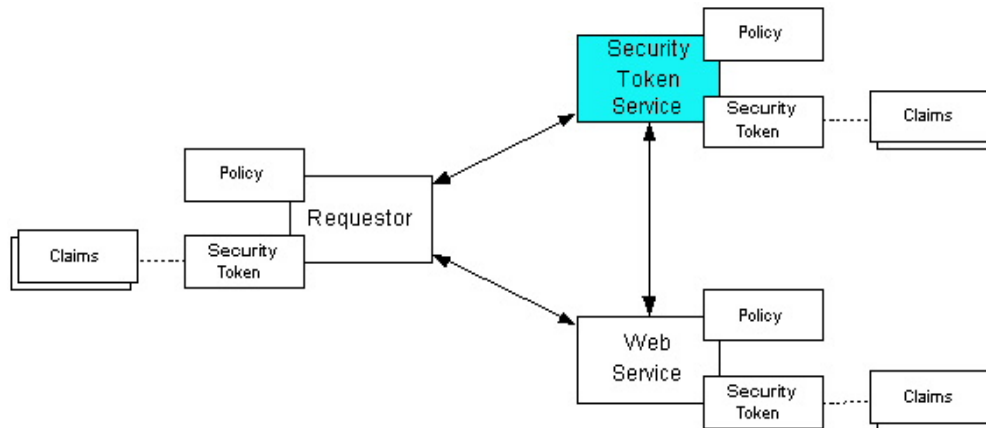 Policy
Security
Token
Service
Security
Token
Claims
Policy
Requestor
Claims
Security
Token
Policy
Web
Service
Security
Token
Claims